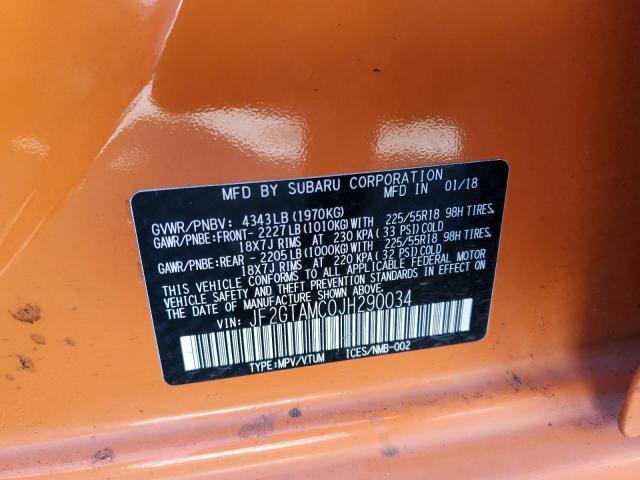 MFD BY SUBARU CORPORATION
MFD IN 01/18
GVWR/PNBV: 4343LB(1970KG)
GAWR/PNBE:FRONT- 2227LB(1010KG)WITH 225/55R18 98H TIRES,
18X7J RIMS AT 230 KPA(33 PSI)COLD
GAWR/PNBE:REAR - 2205LB(1000KG)WITH 225/55R18 98H TIRES,
18X7J RIMS AT 220 KPA(32 PSI)COLD
THIS VEHICLE CONFORMS TO ALL APPLICABLE FEDERAL MOTOR
VEHICLE SAFETY AND BUMPER STANDARDS IN EFFECT ON
THE DATE OF MANUFACTURE SHOWN ABOVE.
VIN: JF2GTAMC0JH290034
TYPE:MPV/VTUM ICES/NMB-002